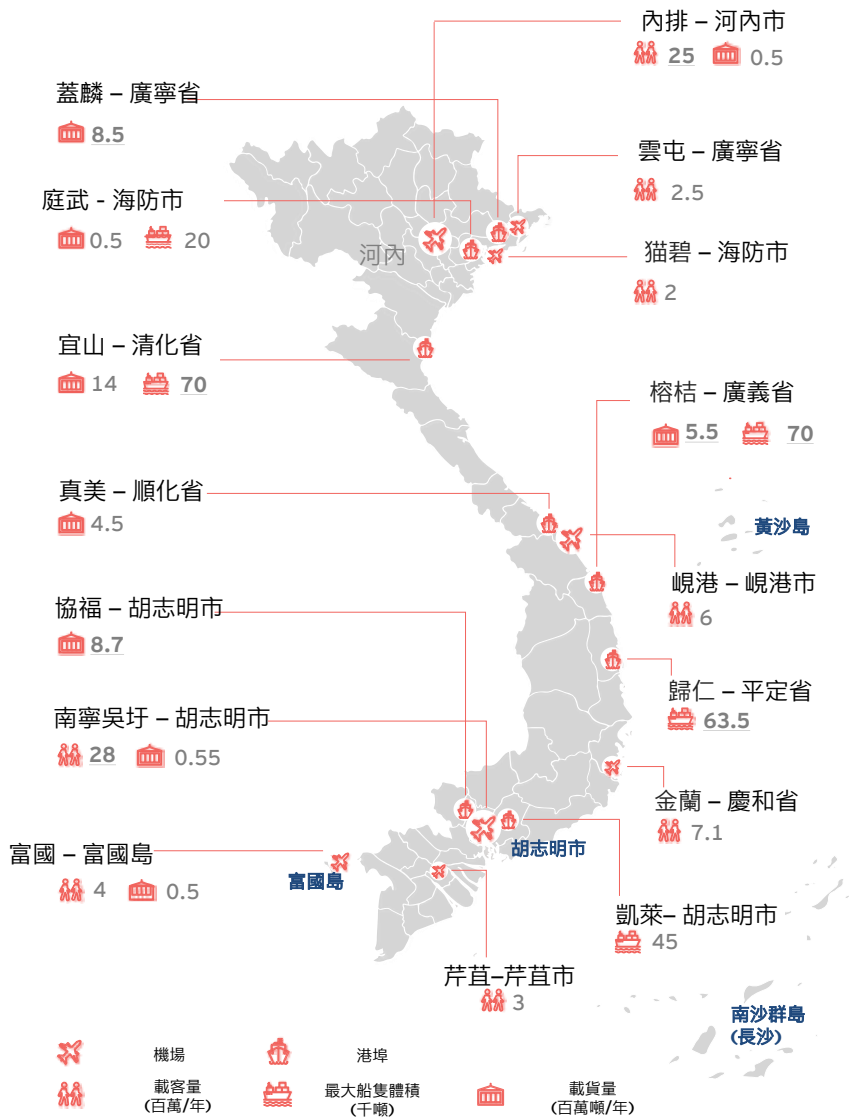 內排 – 河內市
25 0.5
蓋麟 – 廣寧省
8.5
雲屯 – 廣寧省
2.5
庭武 - 海防市
0.5 20
河內
猫碧 – 海防市
2
宜山 – 清化省
14 70
榕桔 – 廣義省
5.5 70
真美 – 順化省
4.5
黃沙島
峴港 – 峴港市
6
協福 – 胡志明市
8.7
歸仁 – 平定省
63.5
南寧吳圩 – 胡志明市
28 0.55
金蘭 – 慶和省
7.1
胡志明市
富國 – 富國島
4 0.5
富國島
凱萊– 胡志明市
45
芹苴–芹苴市
3
南沙群島
(長沙)
機場 港埠
載客量
(百萬/年)
最大船隻體積
(千噸)
載貨量
(百萬噸/年)